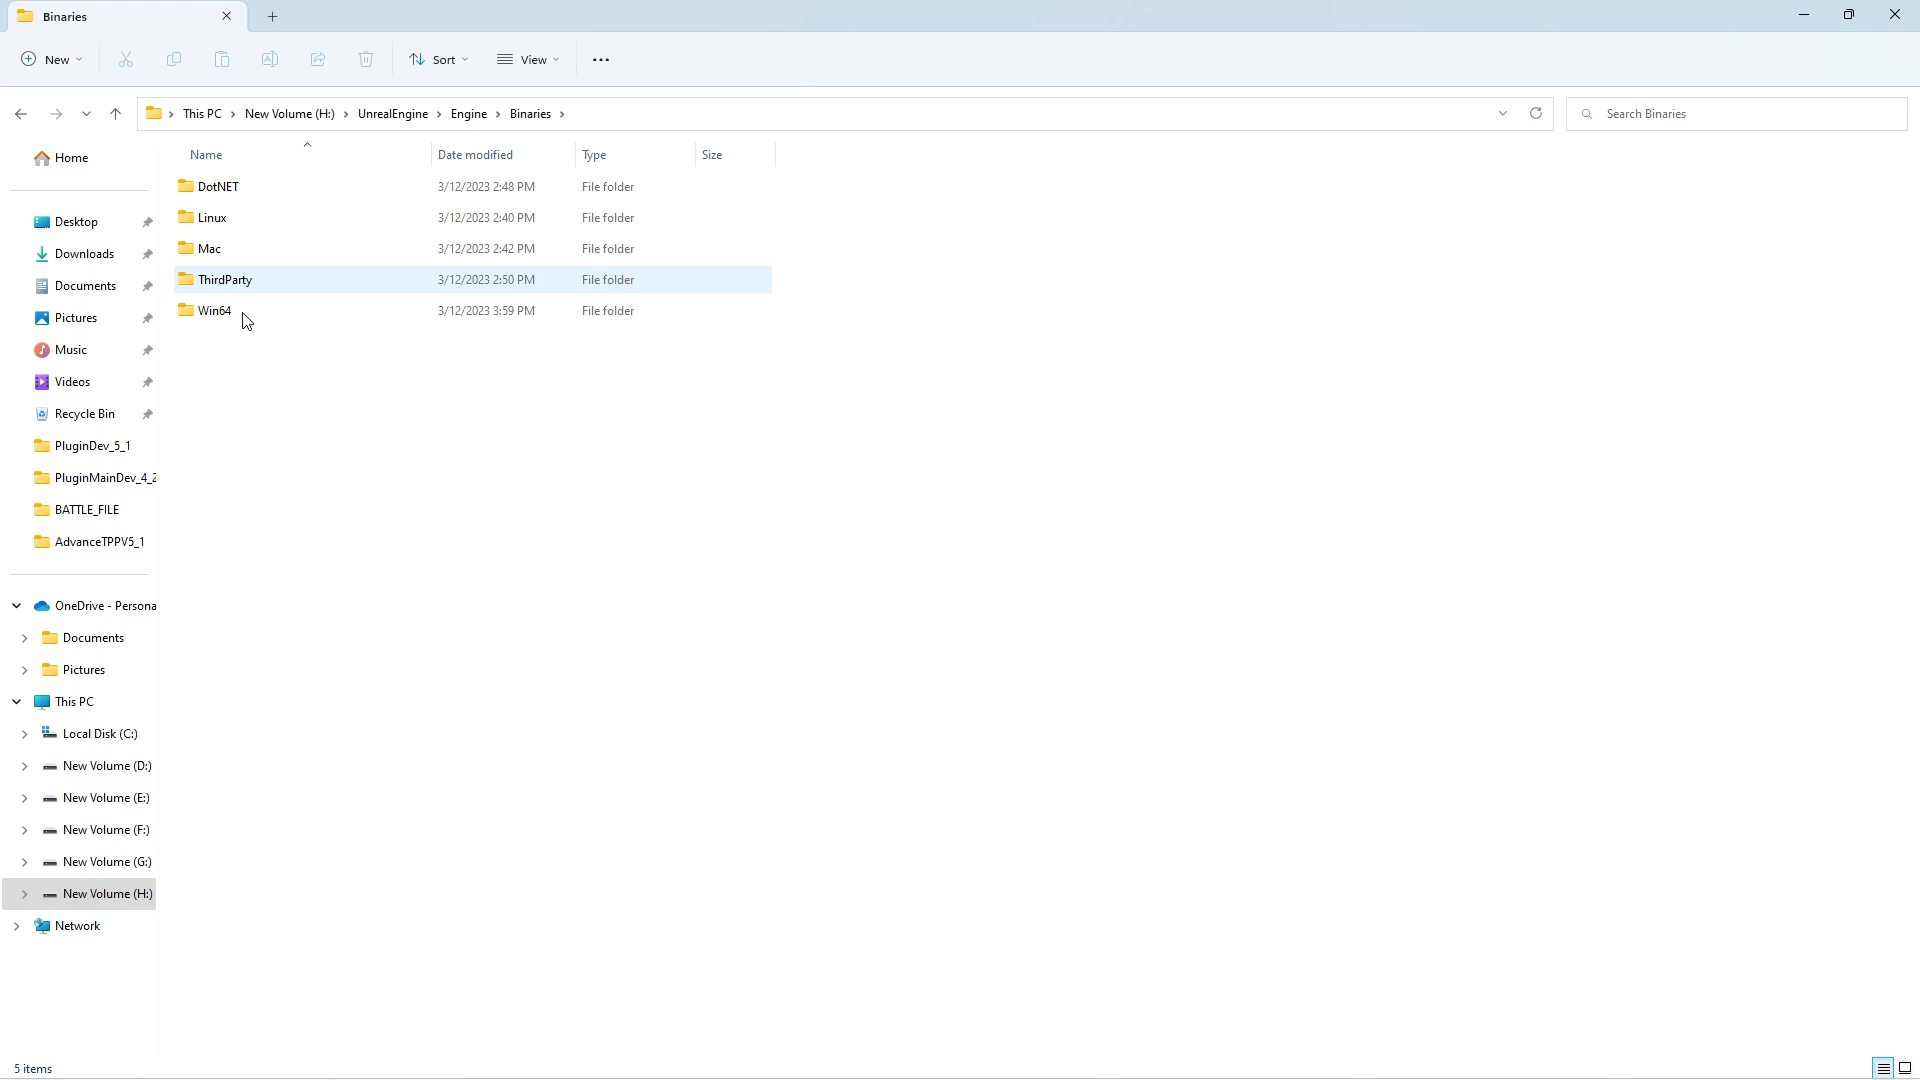 Binaries
New
Sort
View
This PC > New Volume (H:) > UnrealEngine > Engine > Binaries >
Search Binaries
Name Date modified Type Size
DotNET 3/12/2023 2:48 PM File folder
Linux 3/12/2023 2:40 PM File folder
Mac 3/12/2023 2:42 PM File folder
ThirdParty 3/12/2023 2:50 PM File folder
Win64 3/12/2023 3:59 PM File folder
Home
Desktop
Downloads
Documents
Pictures
Music
Videos
Recycle Bin
PluginDev_5_1
PluginMainDev_4_2
BATTLE_FILE
AdvanceTPPV5_1
OneDrive - Persona
Documents
Pictures
This PC
Local Disk (C:)
New Volume (D:)
New Volume (E:)
New Volume (F:)
New Volume (G:)
New Volume (H:)
Network
5 items